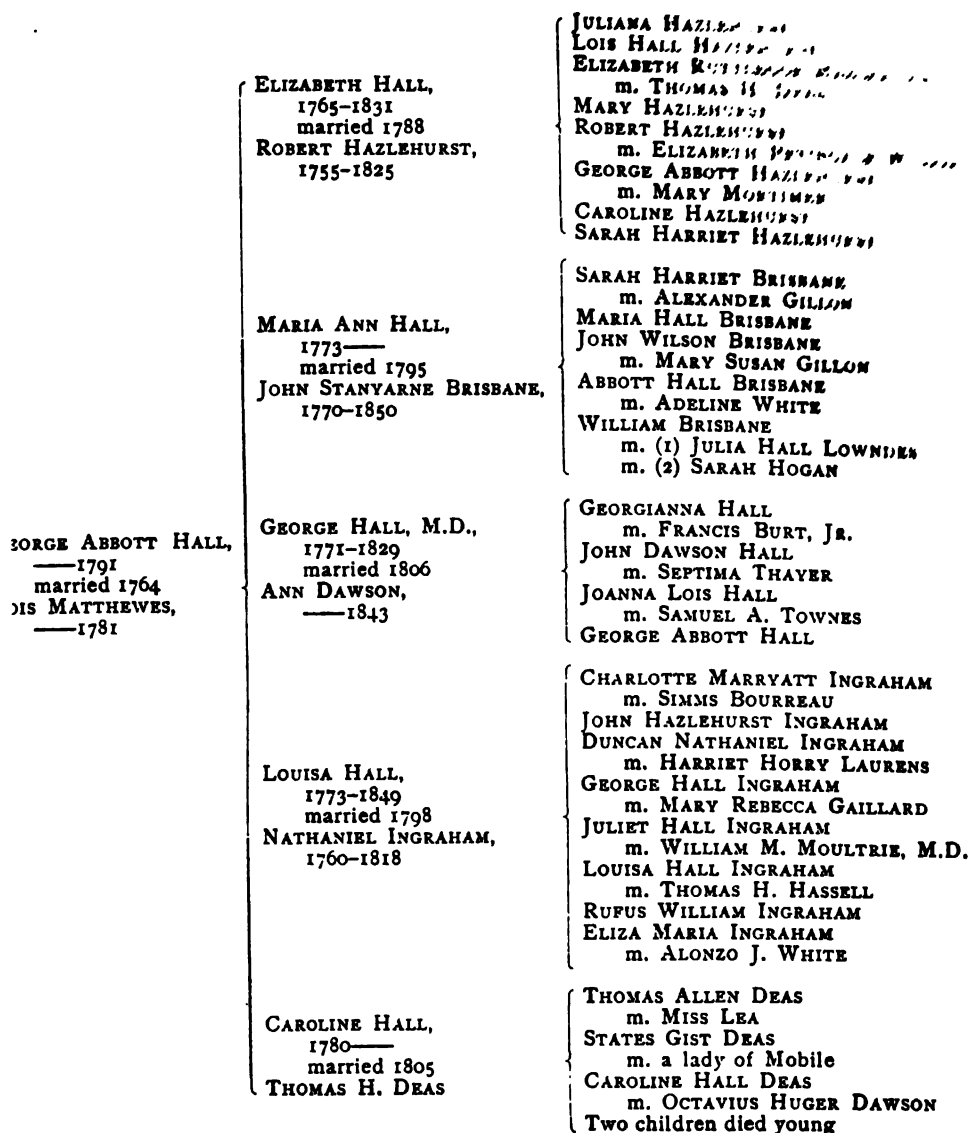 ORGE ABBOTT HALL,
——1791
married 1764
OIS MATTHEWES,
——1781
ELIZABETH HALL,
1765–1831
married 1788
ROBERT HAZLEHURST,
1755–1825
JULIANA
LOIS HALL
ELIZABETH
m. THOMAS
MARY HAZLEHURST
ROBERT HAZLEHURST
m. ELIZABETH
GEORGE ABBOTT
m. MARY MORTIMER
CAROLINE HAZLEHURST
SARAH HARRIET HAZLEHURST
MARIA ANN HALL,
1773——
married 1795
JOHN STANYARNE BRISBANE,
1770–1850
SARAH HARRIET BRISBANE
m. ALEXANDER GILLON
MARIA HALL BRISBANE
JOHN WILSON BRISBANE
m. MARY SUSAN GILLON
ABBOTT HALL BRISBANE
m. ADELINE WHITE
WILLIAM BRISBANE
m. (1) JULIA HALL LOWNDES
m. (2) SARAH HOGAN
GEORGE HALL, M.D.,
1771–1829
married 1806
ANN DAWSON,
——1843
GEORGIANNA HALL
m. FRANCIS BURT, JR.
JOHN DAWSON HALL
m. SEPTIMA THAYER
JOANNA LOIS HALL
m. SAMUEL A. TOWNES
GEORGE ABBOTT HALL
LOUISA HALL,
1773–1849
married 1798
NATHANIEL INGRAHAM,
1760–1818
CHARLOTTE MARRYATT INGRAHAM
m. SIMMS BOURREAU
JOHN HAZLEHURST INGRAHAM
DUNCAN NATHANIEL INGRAHAM
m. HARRIET HORRY LAURENS
GEORGE HALL INGRAHAM
m. MARY REBECCA GAILLARD
JULIET HALL INGRAHAM
m. WILLIAM M. MOULTRIE, M.D.
LOUISA HALL INGRAHAM
m. THOMAS H. HASSELL
RUFUS WILLIAM INGRAHAM
ELIZA MARIA INGRAHAM
m. ALONZO J. WHITE
CAROLINE HALL,
1780——
married 1805
THOMAS H. DEAS
THOMAS ALLEN DEAS
m. MISS LEA
STATES GIST DEAS
m. a lady of Mobile
CAROLINE HALL DEAS
m. OCTAVIUS HUGER DAWSON
Two children died young